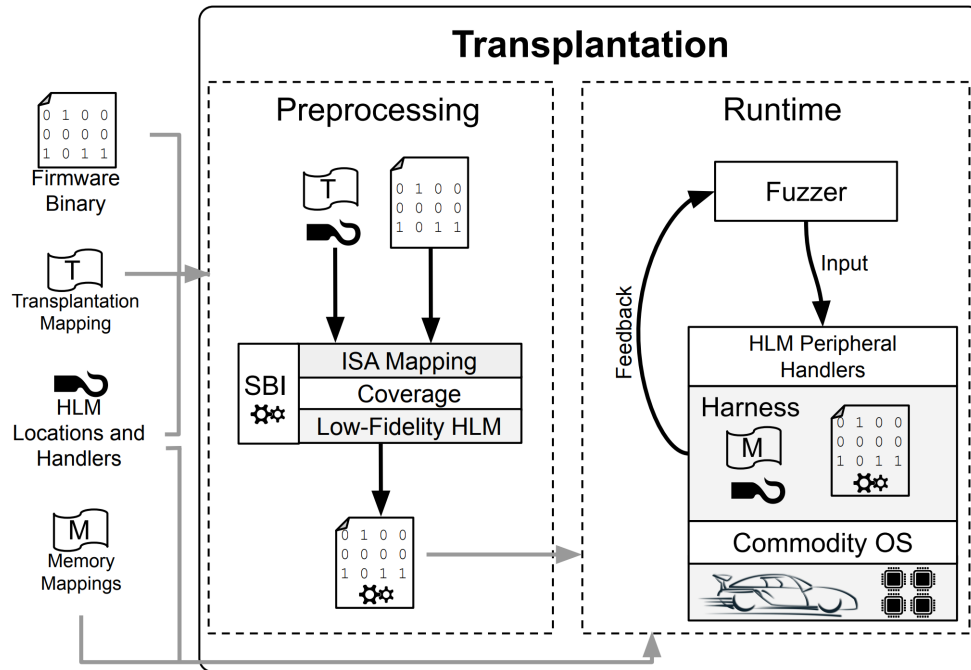 Transplantation
Preprocessing
Runtime
0 1 0 0
0 0 0 0
1 0 1 1
Firmware
Binary
T
Transplantation
Mapping
HLM
Locations and
Handlers
M
Memory
Mappings
T
0 1 0 0
0 0 0 1
1 0 1 1
SBI
ISA Mapping
Coverage
Low-Fidelity HLM
0 1 0 0
0 0 0 0
1 0 1 1
Fuzzer
Input
Feedback
HLM Peripheral
Handlers
Harness
M
0 1 0 0
0 0 0 0
1 0 1 1
Commodity OS